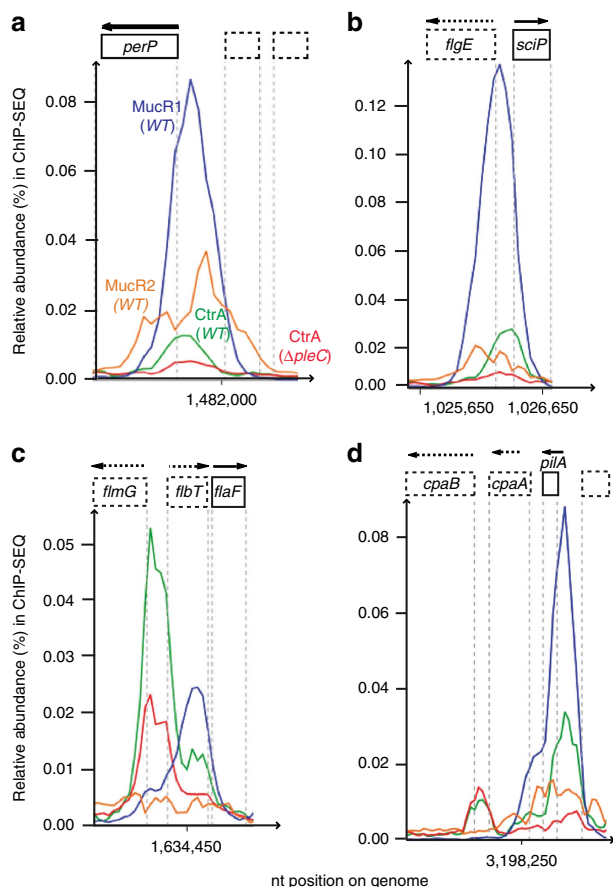 a
perP
Relative abundance (%) in ChIP-SEQ
0.08
0.06
0.04
0.02
0.00
MucR1
(WT)
MucR2
(WT)
CtrA
(WT)
CtrA
(ΔpleC)
1,482,000
b
flgE
sciP
0.12
0.10
0.08
0.06
0.04
0.02
0.00
1,025,650
1,026,650
c
flmG
flbT
flaF
Relative abundance (%) in ChIP-SEQ
0.05
0.04
0.03
0.02
0.01
0.00
1,634,450
d
pilA
cpaB
cpaA
0.08
0.06
0.04
0.02
0.00
3,198,250
nt position on genome